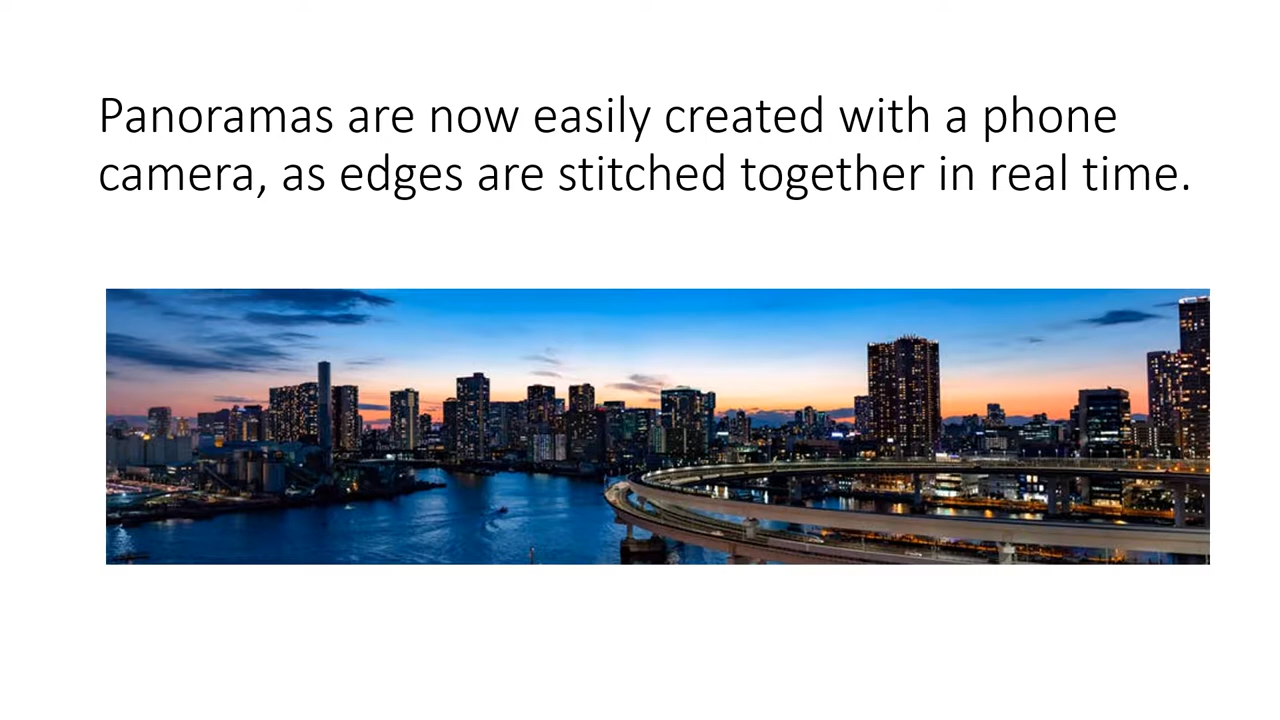 Panoramas are now easily created with a phone
camera, as edges are stitched together in real time.